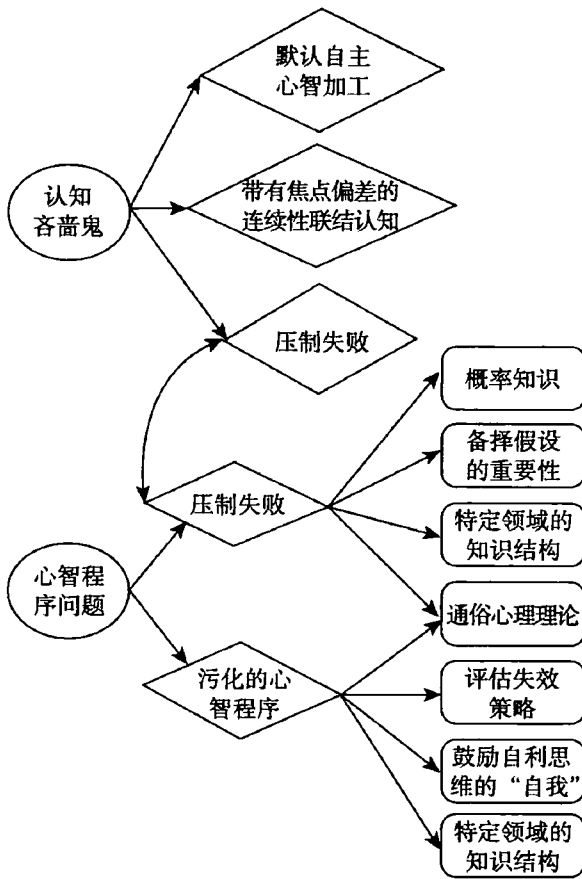 默认自主
心智加工
认知
吝啬鬼
带有焦点偏差的
连续性联结认知
压制失败
概率知识
备择假设
的重要性
压制失败
特定领域的
知识结构
心智程
序问题
通俗心理理论
污化的心
智程序
评估失效
策略
鼓励自利思
维的“自我”
特定领域的
知识结构